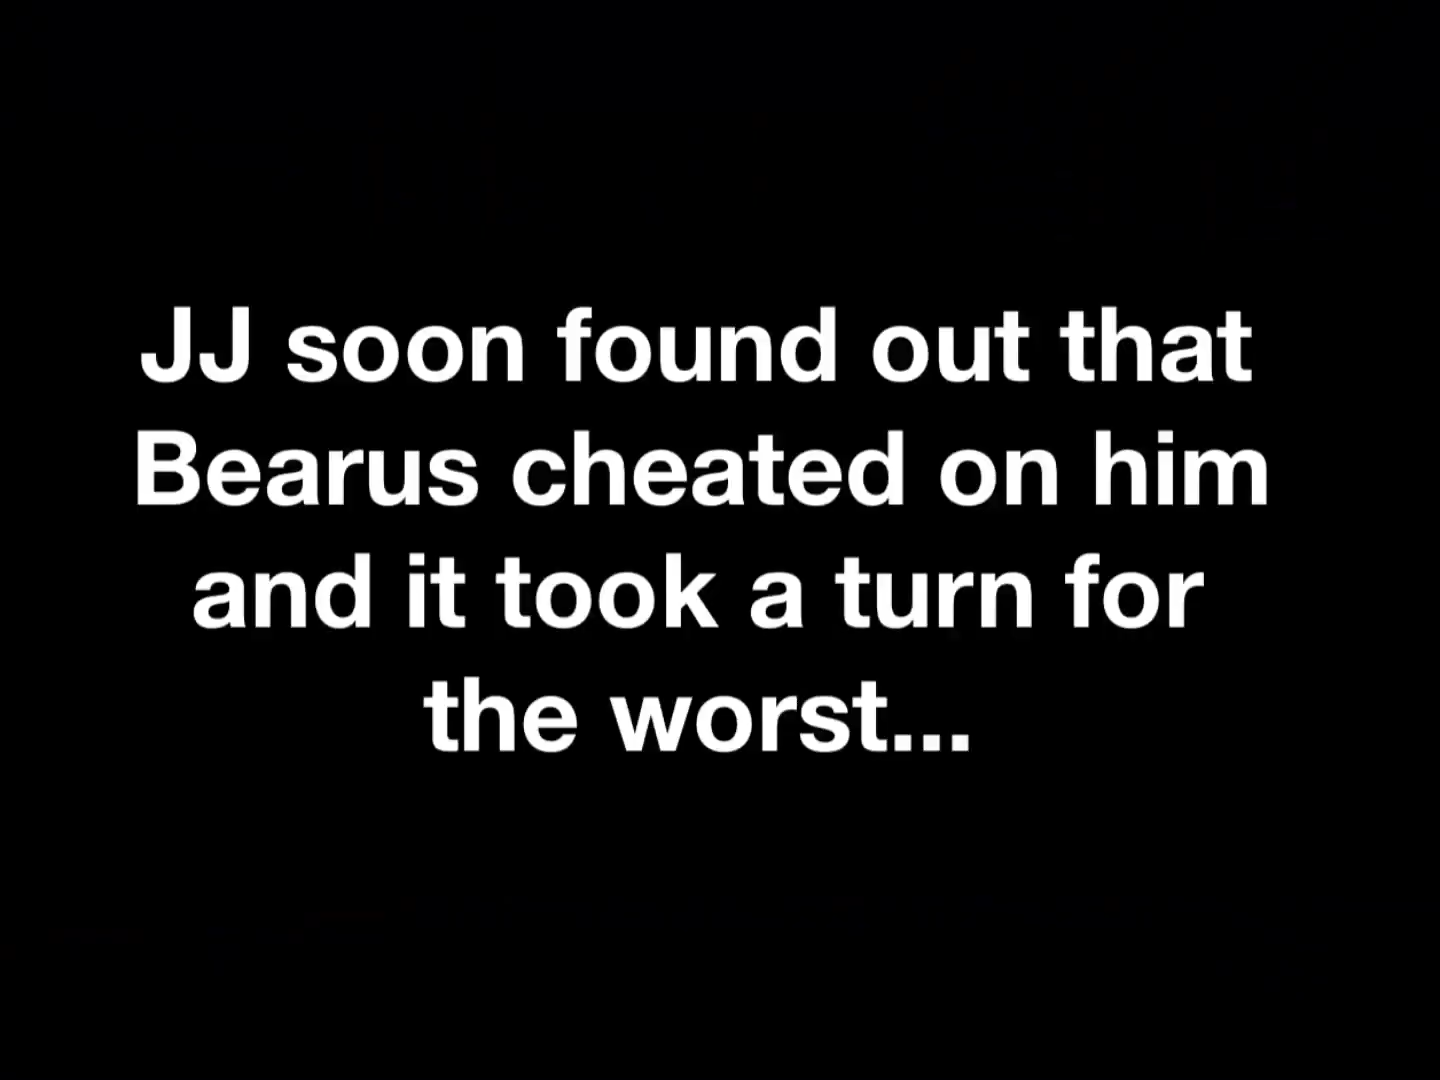 JJ soon found out that
Bearus cheated on him
and it took a turn for
the worst...